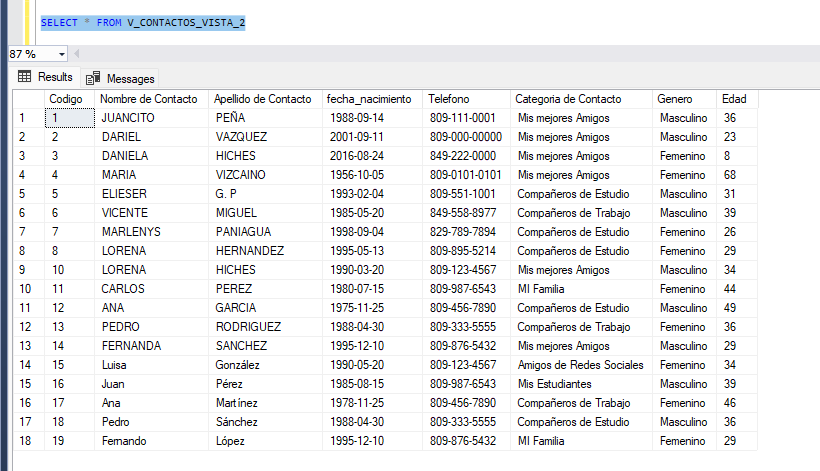 SELECT * FROM V_CONTACTOS_VISTA_2
87 %
Results Messages
Codigo Nombre de Contacto Apellido de Contacto fecha_nacimiento Telefono Categoria de Contacto Genero Edad
1 1 JUANCITO PEÑA 1988-09-14 809-111-0001 Mis mejores Amigos Masculino 36
2 2 DARIEL VAZQUEZ 2001-09-11 809-000-00000 Mis mejores Amigos Masculino 23
3 3 DANIELA HICHES 2016-08-24 849-222-0000 Mis mejores Amigos Femenino 8
4 4 MARIA VIZCAINO 1956-10-05 809-0101-0101 Mis mejores Amigos Femenino 68
5 5 ELIESER G. P 1993-02-04 809-551-1001 Compañeros de Estudio Masculino 31
6 6 VICENTE MIGUEL 1985-05-20 849-558-8977 Compañeros de Trabajo Masculino 39
7 7 MARLENYS PANIAGUA 1998-09-04 829-789-7894 Compañeros de Estudio Femenino 26
8 8 LORENA HERNANDEZ 1995-05-13 809-895-5214 Compañeros de Estudio Femenino 29
9 10 LORENA HICHES 1990-03-20 809-123-4567 Mis mejores Amigos Masculino 34
10 11 CARLOS PEREZ 1980-07-15 809-987-6543 MI Familia Femenino 44
11 12 ANA GARCIA 1975-11-25 809-456-7890 Compañeros de Estudio Masculino 49
12 13 PEDRO RODRIGUEZ 1988-04-30 809-333-5555 Compañeros de Trabajo Femenino 36
13 14 FERNANDA SANCHEZ 1995-12-10 809-876-5432 Mis mejores Amigos Masculino 29
14 15 Luisa González 1990-05-20 809-123-4567 Amigos de Redes Sociales Femenino 34
15 16 Juan Pérez 1985-08-15 809-987-6543 Mis Estudiantes Masculino 39
16 17 Ana Martínez 1978-11-25 809-456-7890 Compañeros de Trabajo Femenino 46
17 18 Pedro Sánchez 1988-04-30 809-333-5555 Compañeros de Estudio Masculino 36
18 19 Fernando López 1995-12-10 809-876-5432 MI Familia Femenino 29